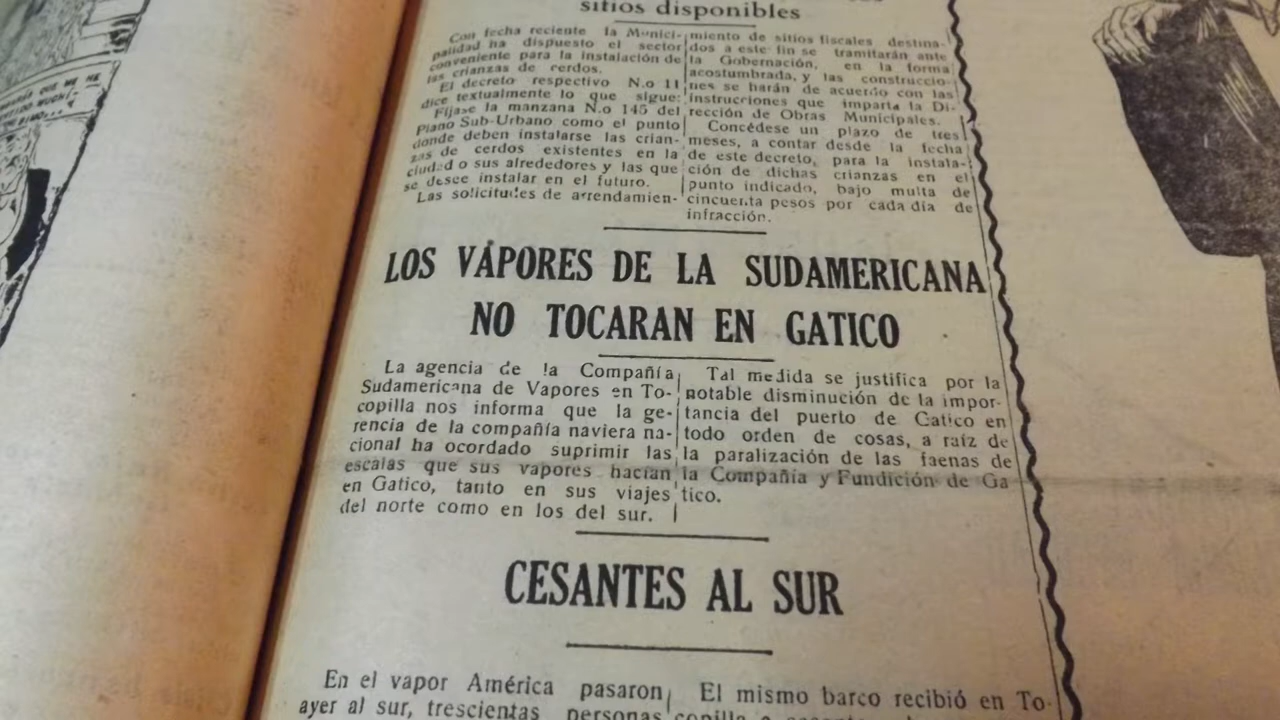 sitios disponibles
Con fecha reciente la Munici-
palidad ha dispuesto el sector
conveniente para la instalación de
las crianzas de cerdos.
El decreto respectivo N.o 11
dice textualmente lo que sigue:
Fíjase la manzana N.o 145 del
Plano Sub-Urbano como el punto
donde deben instalarse las crian-
zas de cerdos existentes en la
ciudad o sus alrededores y las que
se desee instalar en el futuro.
Las solicitudes de arrendamien-
miento de sitios fiscales destina-
dos a este fin se tramitarán ante
la Gobernación, en la forma
acostumbrada, y las construccio-
nes se harán de acuerdo con las
instrucciones que imparta la Di-
rección de Obras Municipales.
Concédese un plazo de tres
meses, a contar desde la fecha
de este decreto, para la instala-
ción de dichas crianzas en el
punto indicado, bajo multa de
cincuenta pesos por cada día de
infracción.
LOS VAPORES DE LA SUDAMERICANA
NO TOCARAN EN GATICO
La agencia de la Compañía
Sudamericana de Vapores en To-
copilla nos informa que la ge-
rencia de la compañía naviera na-
cional ha ocordado suprimir las
escalas que sus vapores hacían
en Gatico, tanto en sus viajes
del norte como en los del sur.
Tal medida se justifica por la
notable disminución de la impor-
tancia del puerto de Gatico en
todo orden de cosas, a raíz de
la paralización de las faenas de
la Compañía y Fundición de Ga
tico.
CESANTES AL SUR
En el vapor América pasaron
ayer al sur, trescientas personas
El mismo barco recibió en To-
copilla